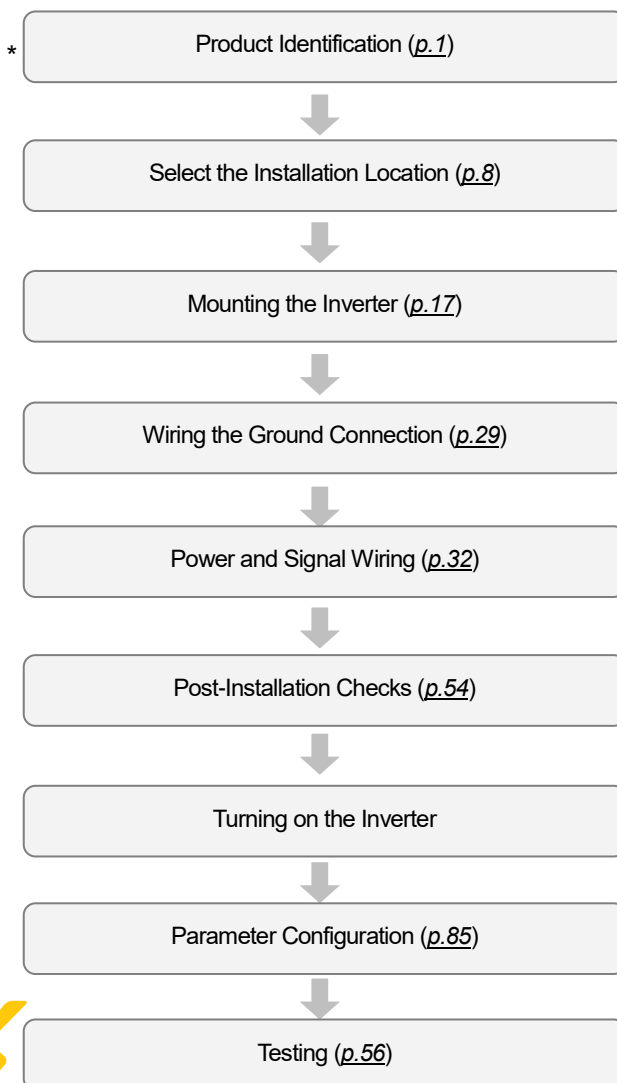 * Product Identification (p.1)
Select the Installation Location (p.8)
Mounting the Inverter (p.17)
Wiring the Ground Connection (p.29)
Power and Signal Wiring (p.32)
Post-Installation Checks (p.54)
Turning on the Inverter
Parameter Configuration (p.85)
Testing (p.56)